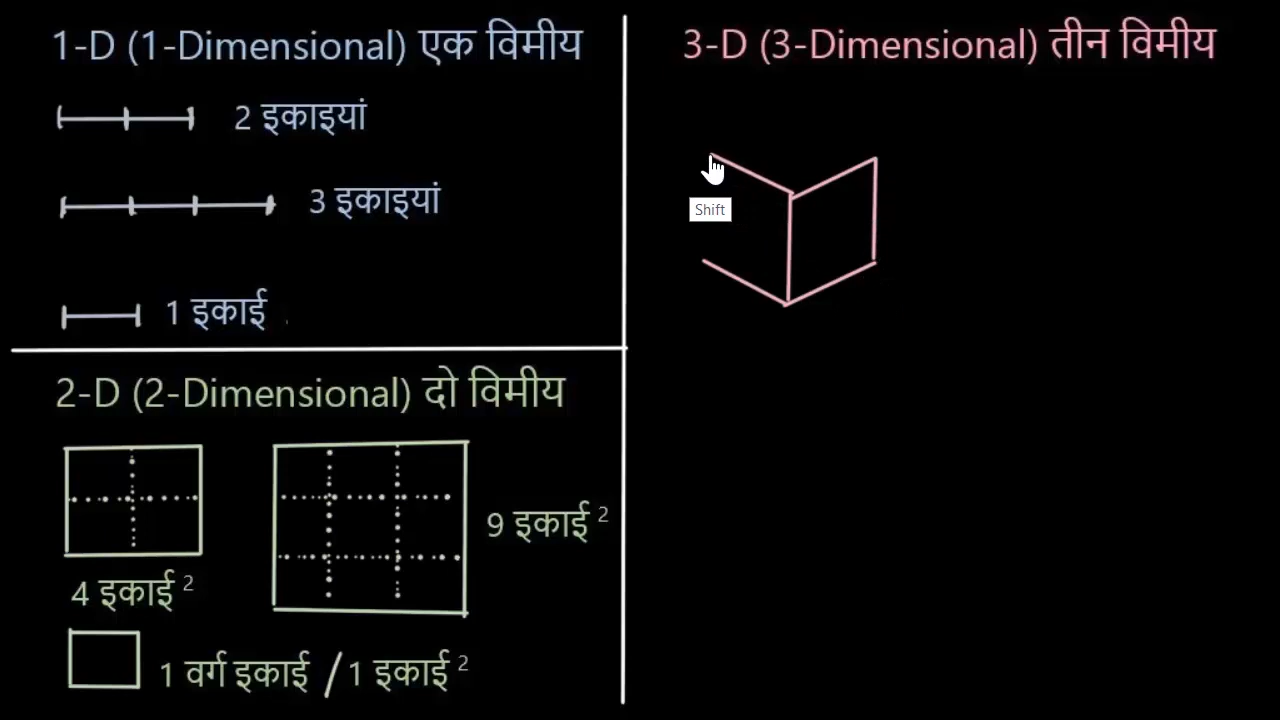 1-D (1-Dimensional) एक विमीय
2 इकाइयां
3 इकाइयां
1 इकाई
2-D (2-Dimensional) दो विमीय
4 इकाई ²
9 इकाई ²
1 वर्ग इकाई / 1 इकाई ²
3-D (3-Dimensional) तीन विमीय
Shift